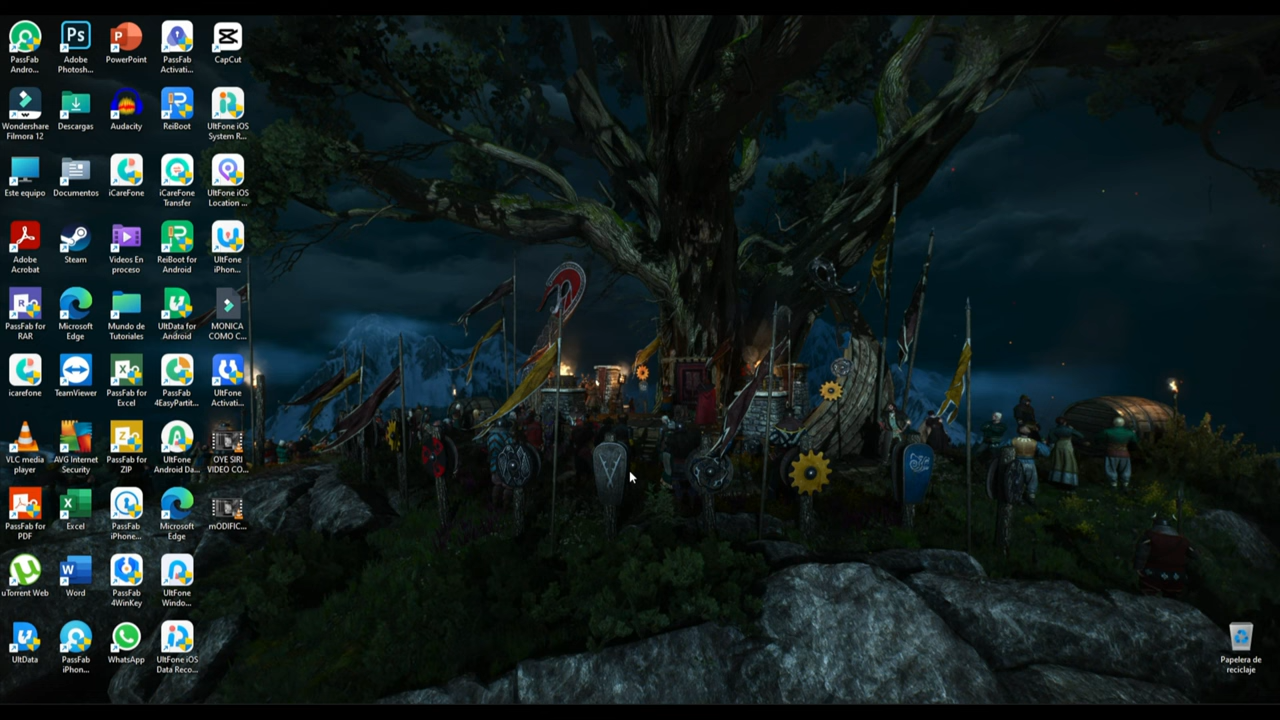 PassFab
Andro...
Ps
Adobe
Photosh...
P
PowerPoint
PassFab
Activati...
CapCut
Wondershare
Filmora 12
Descargas
Audacity
ReiBoot
UltFone iOS
System R...
Este equipo
Documentos
iCareFone
iCareFone
Transfer
UltFone iOS
Location ...
Adobe
Acrobat
Steam
Videos En
proceso
ReiBoot for
Android
UltFone
iPhon...
PassFab for
RAR
Microsoft
Edge
Mundo de
Tutoriales
UltData for
Android
MONICA
COMO C...
icarefone
TeamViewer
PassFab for
Excel
PassFab
4EasyPartit...
UltFone
Activati...
VLC media
player
AVG Internet
Security
PassFab for
ZIP
UltFone
Android Da...
OYE SIRI
VIDEO CO...
PassFab for
PDF
Excel
PassFab
iPhone...
Microsoft
Edge
mODIFIC...
uTorrent Web
W
Word
PassFab
4WinKey
UltFone
Windo...
UltData
PassFab
iPhon...
WhatsApp
UltFone iOS
Data Reco...
Papelera de
reciclaje